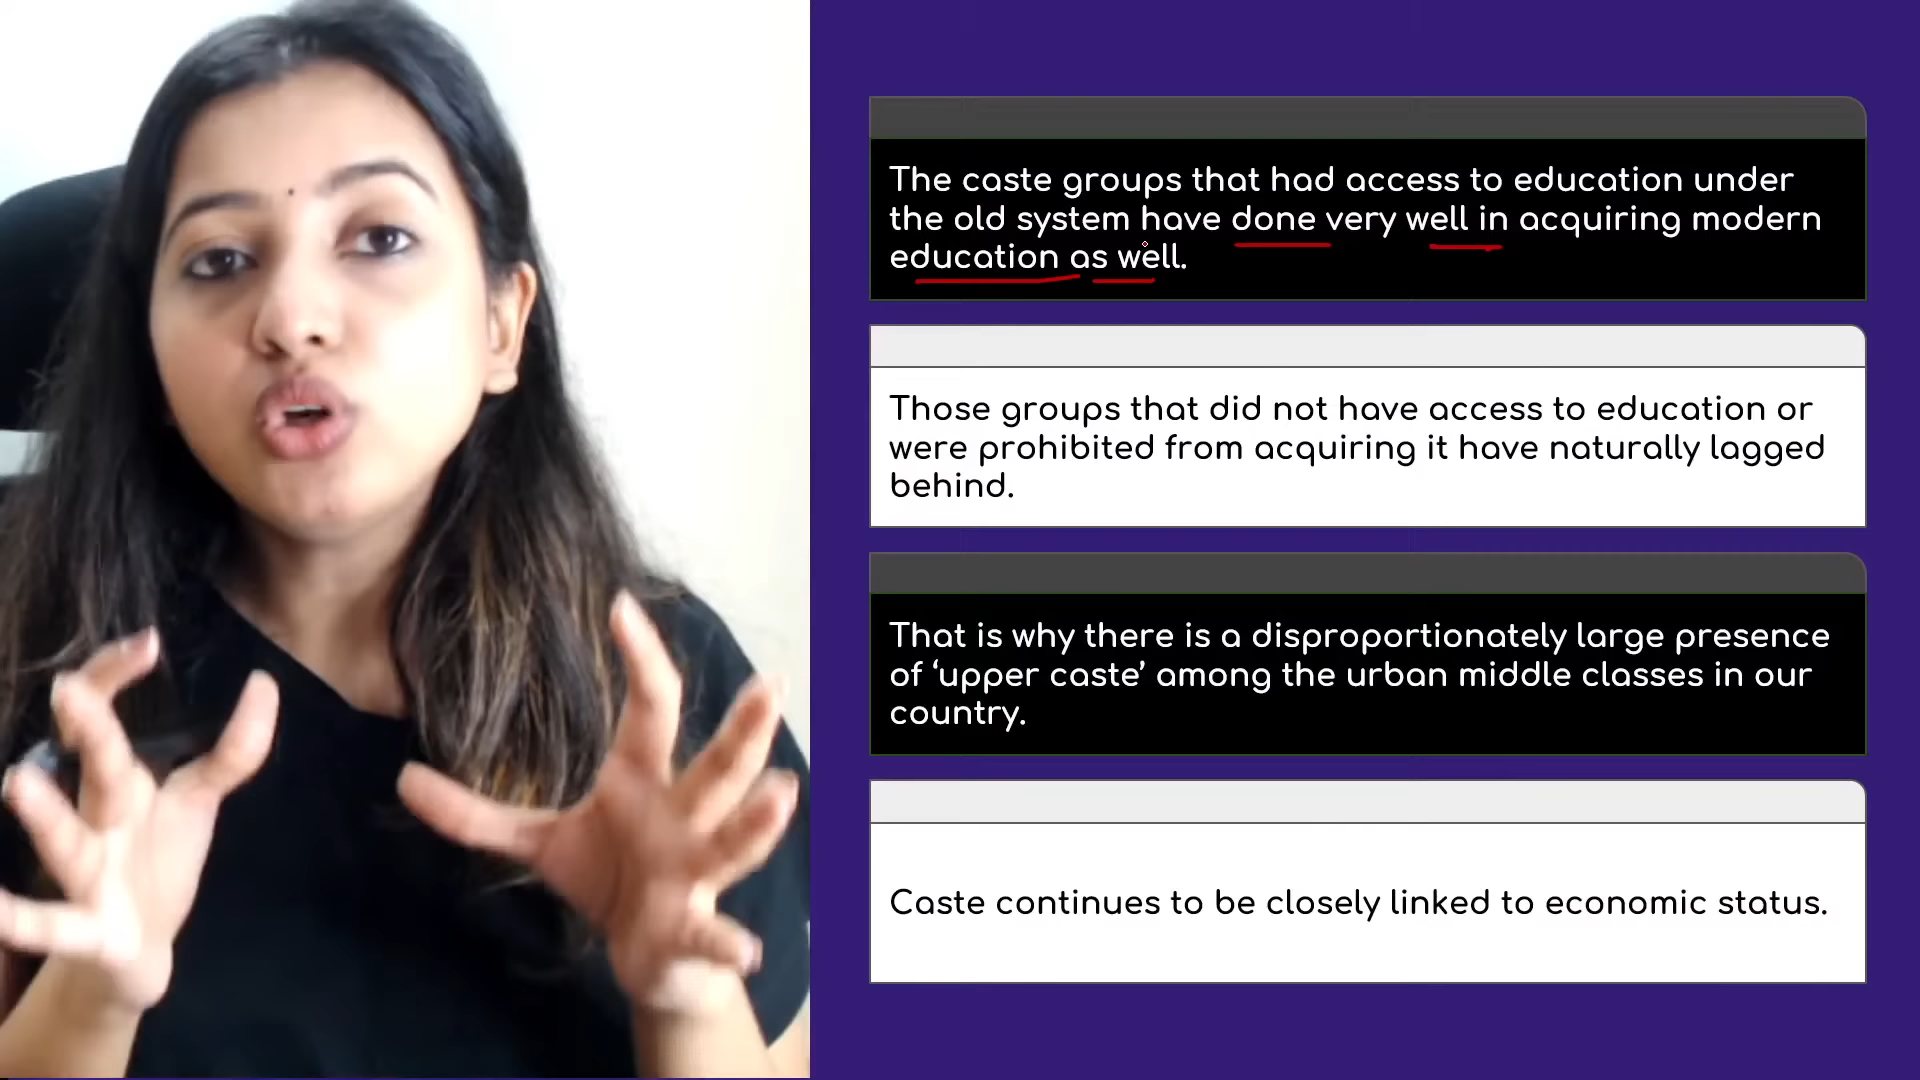 The caste groups that had access to education under
the old system have done very well in acquiring modern
education as well.
Those groups that did not have access to education or
were prohibited from acquiring it have naturally lagged
behind.
That is why there is a disproportionately large presence
of ‘upper caste’ among the urban middle classes in our
country.
Caste continues to be closely linked to economic status.